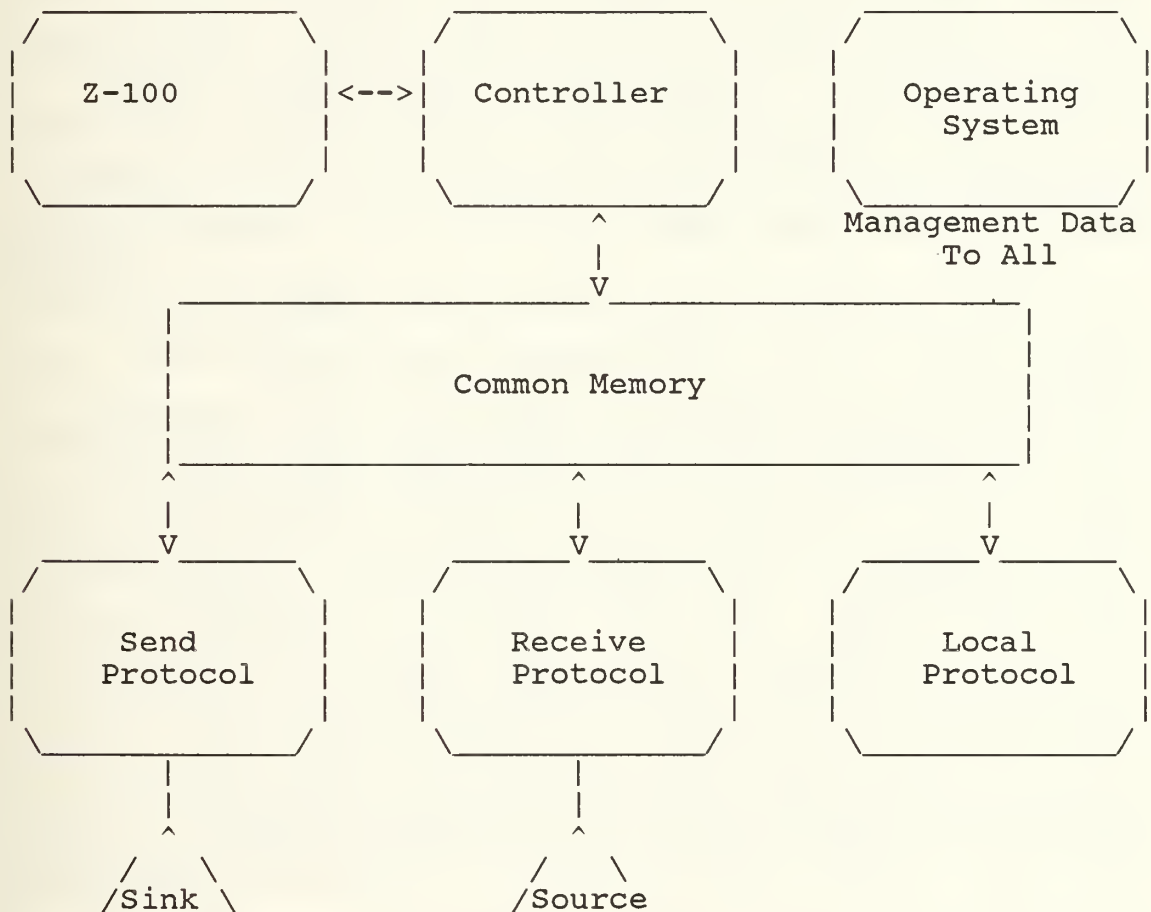 Z-100 <--> Controller Operating
System
Management Data
To All
Common Memory
Send Receive Local
Protocol Protocol Protocol
Sink Source